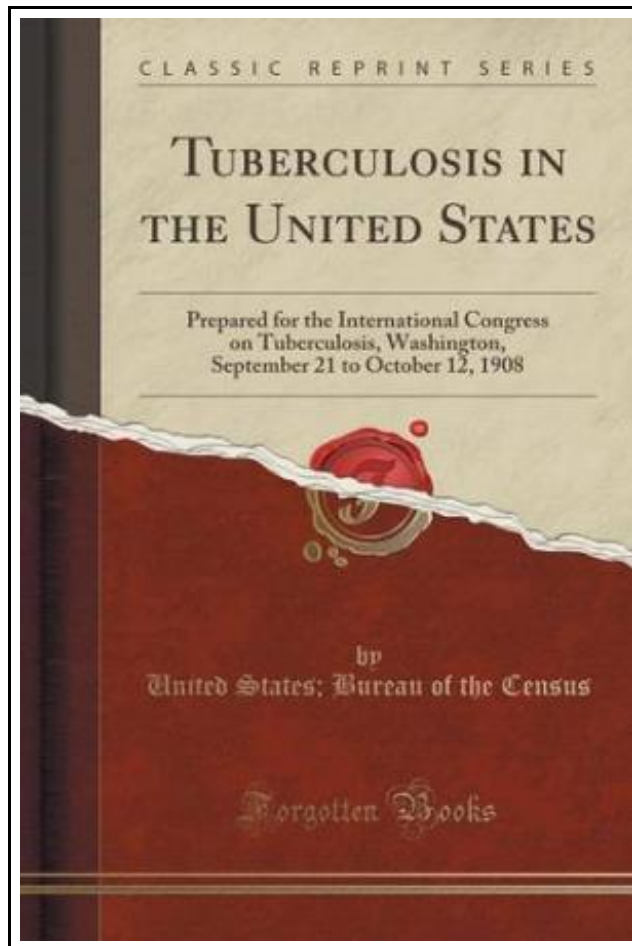 CLASSIC REPRINT SERIES
TUBERCULOSIS IN
THE UNITED STATES
Prepared for the International Congress
on Tuberculosis, Washington,
September 21 to October 12, 1908
by
United States; Bureau of the Census
Forgotten Books